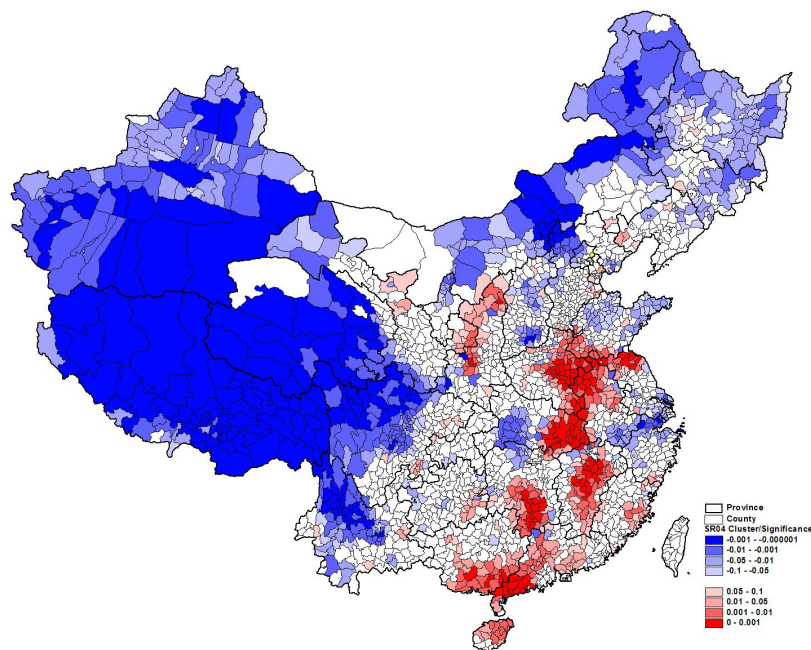 Province
County
SR04 Cluster/Significance
-0.001 - -0.000001
-0.01 - -0.001
-0.05 - -0.01
-0.1 - -0.05
0.05 - 0.1
0.01 - 0.05
0.001 - 0.01
0 - 0.001